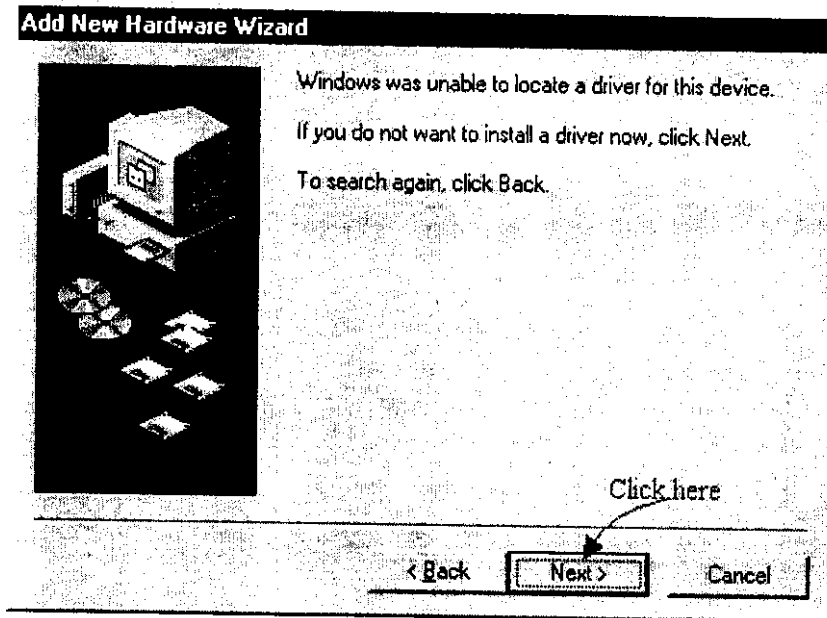 Add New Hardware Wizard
Windows was unable to locate a driver for this device.
If you do not want to install a driver now, click Next.
To search again, click Back.
Click here
< Back
Next >
Cancel